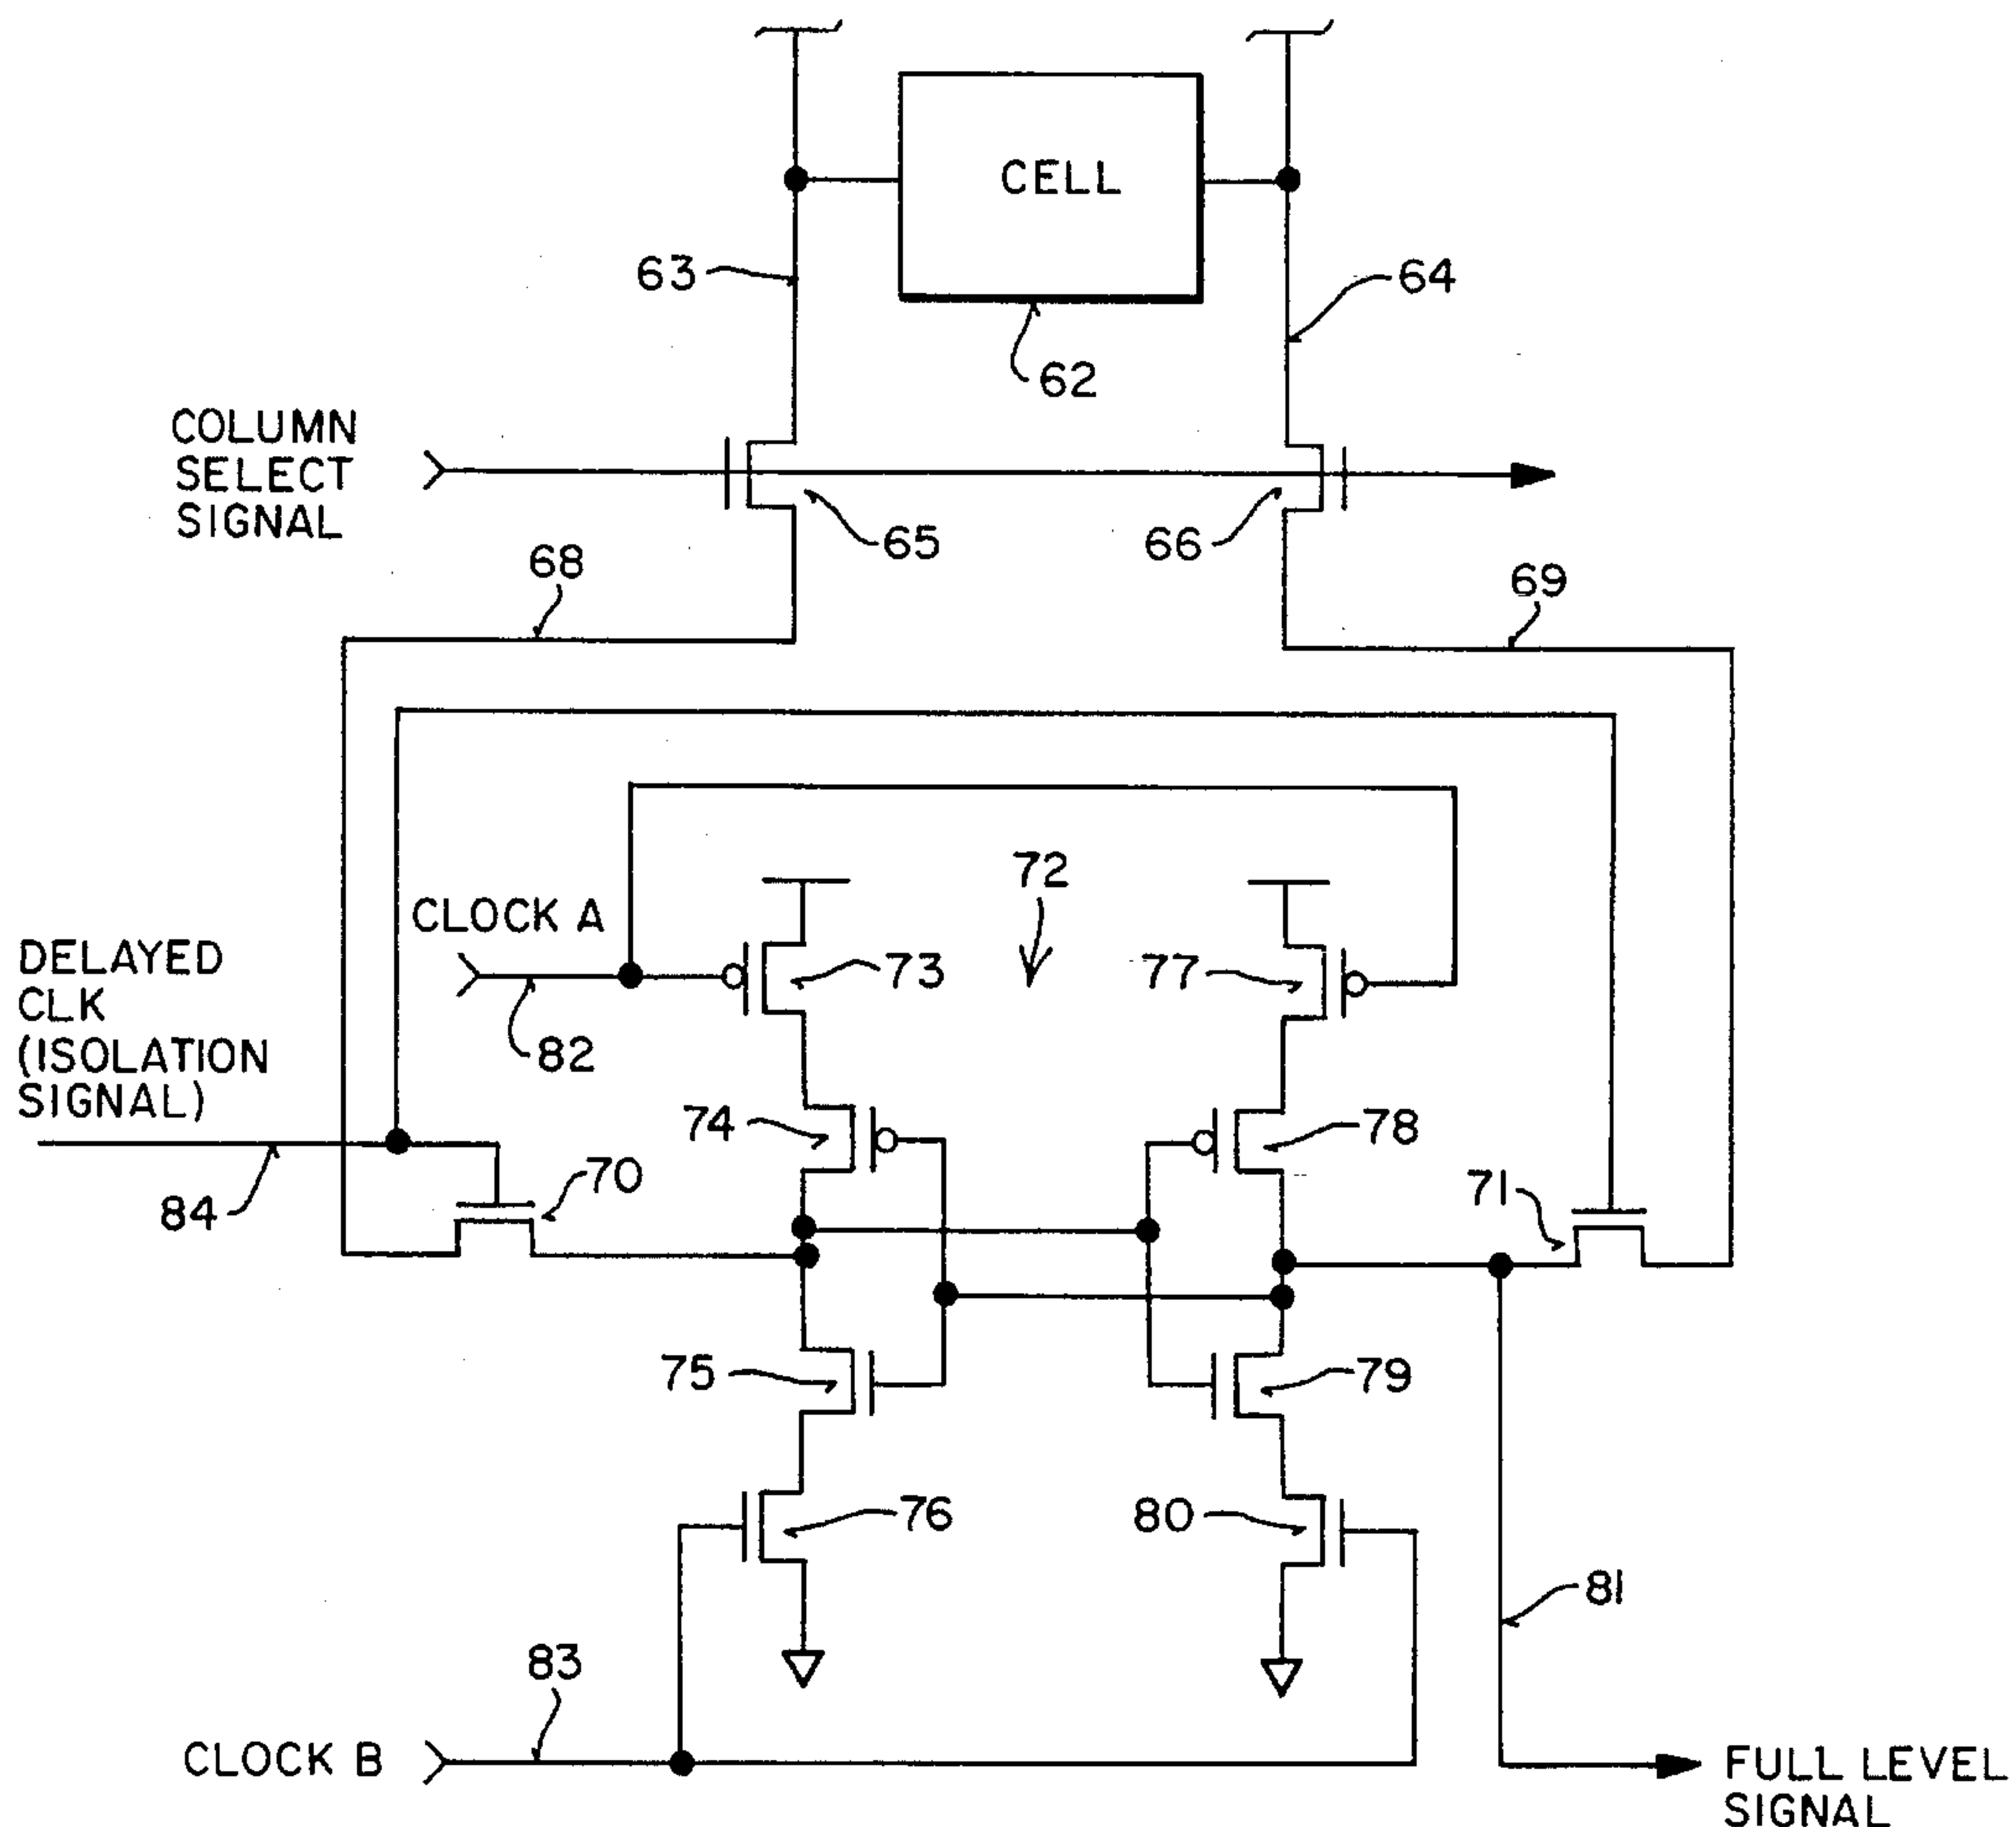 CELL
63
64
62
COLUMN
SELECT
SIGNAL
65
66
68
69
72
CLOCK A
73
77
DELAYED
CLK
(ISOLATION
SIGNAL)
82
74
78
70
71
84
75
79
76
80
81
83
CLOCK B
FULL LEVEL
SIGNAL